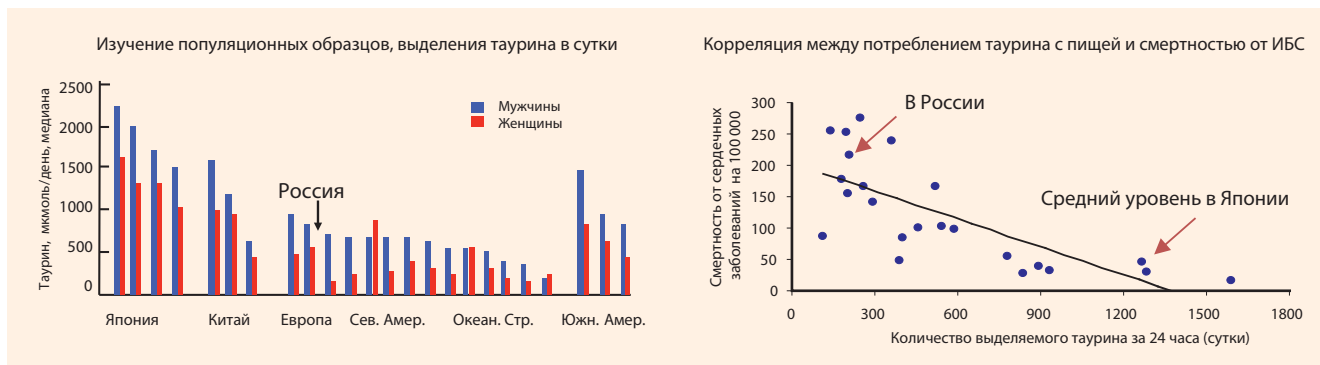 Изучение популяционных образцов, выделения таурина в сутки
Таурин, мкмоль/день, медиана
2500
2000
1500
1000
500
0
Мужчины
Женщины
Россия
Япония
Китай
Европа
Сев. Амер.
Океан. Стр.
Южн. Амер.
Корреляция между потреблением таурина с пищей и смертностью от ИБС
Смертность от сердечных
заболеваний на 100 000
300
250
200
150
100
50
0
В России
Средний уровень в Японии
0
300
600
900
1200
1500
1800
Количество выделяемого таурина за 24 часа (сутки)